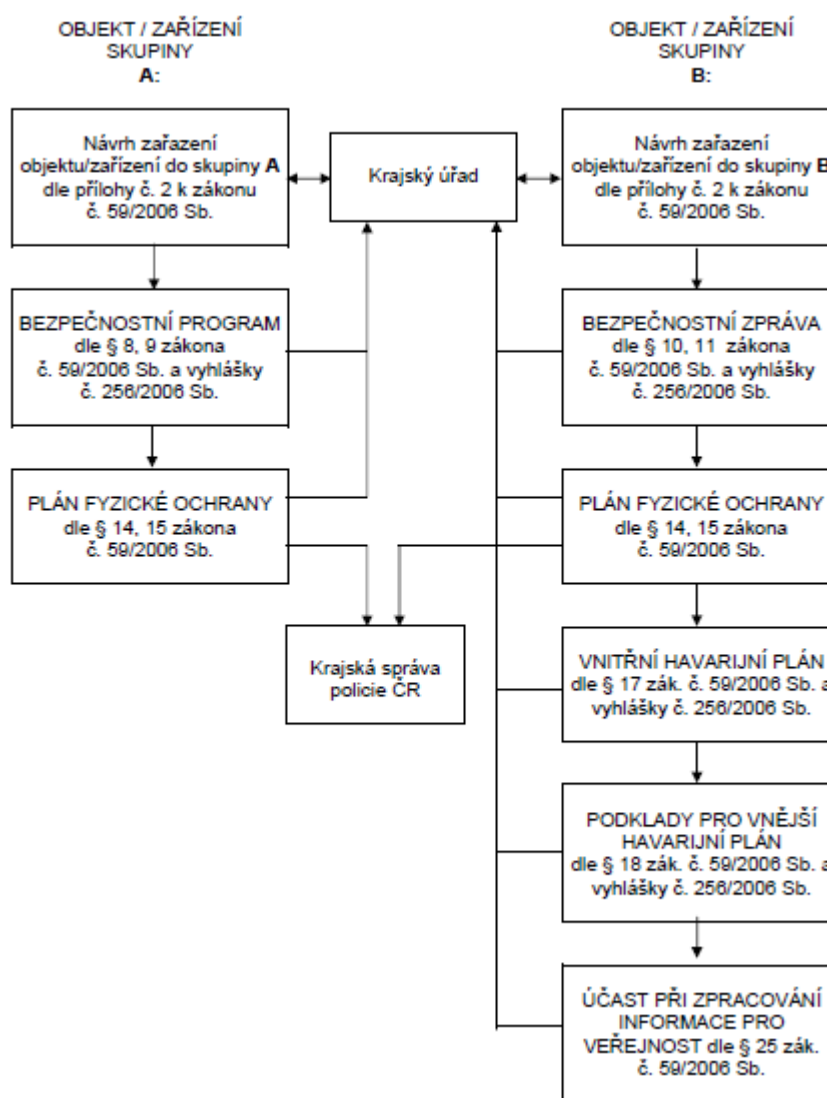 OBJEKT / ZAŘÍZENÍ
SKUPINY
A:
OBJEKT / ZAŘÍZENÍ
SKUPINY
B:
Návrh zařazení
objektu/zařízení do skupiny A
dle přílohy č. 2 k zákonu
č. 59/2006 Sb.
Krajský úřad
Návrh zařazení
objektu/zařízení do skupiny B
dle přílohy č. 2 k zákonu
č. 59/2006 Sb.
BEZPEČNOSTNÍ PROGRAM
dle § 8, 9 zákona
č. 59/2006 Sb. a vyhlášky
č. 256/2006 Sb.
BEZPEČNOSTNÍ ZPRÁVA
dle § 10, 11 zákona
č. 59/2006 Sb. a vyhlášky
č. 256/2006 Sb.
PLÁN FYZICKÉ OCHRANY
dle § 14, 15 zákona
č. 59/2006 Sb.
PLÁN FYZICKÉ OCHRANY
dle § 14, 15 zákona
č. 59/2006 Sb.
Krajská správa
policie ČR
VNITŘNÍ HAVARIJNÍ PLÁN
dle § 17 zák. č. 59/2006 Sb. a
vyhlášky č. 256/2006 Sb.
PODKLADY PRO VNĚJŠÍ
HAVARIJNÍ PLÁN
dle § 18 zák. č. 59/2006 Sb. a
vyhlášky č. 256/2006 Sb.
ÚČAST PŘI ZPRACOVÁNÍ
INFORMACE PRO
VEŘEJNOST dle § 25 zák.
č. 59/2006 Sb.